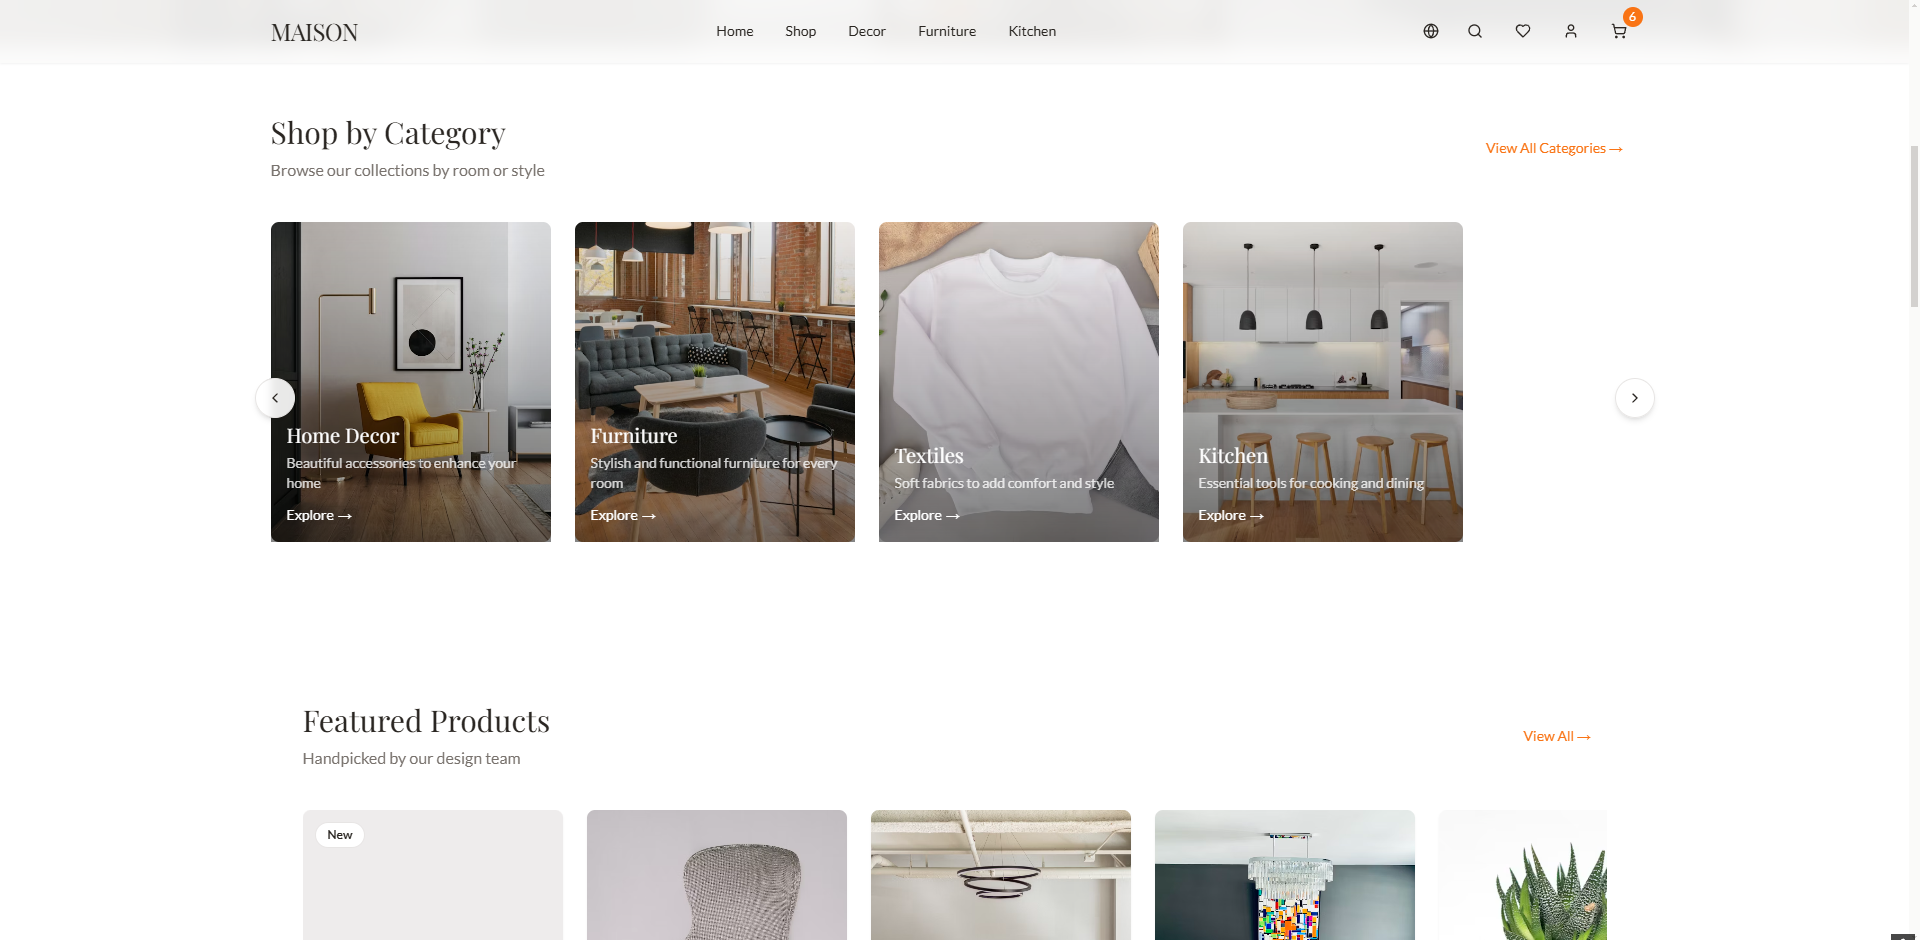 MAISON
Home
Shop
Decor
Furniture
Kitchen
6
Shop by Category
Browse our collections by room or style
View All Categories →
Home Decor
Beautiful accessories to enhance your
home
Explore →
Furniture
Stylish and functional furniture for every
room
Explore →
Textiles
Soft fabrics to add comfort and style
Explore →
Kitchen
Essential tools for cooking and dining
Explore →
Featured Products
Handpicked by our design team
View All →
New